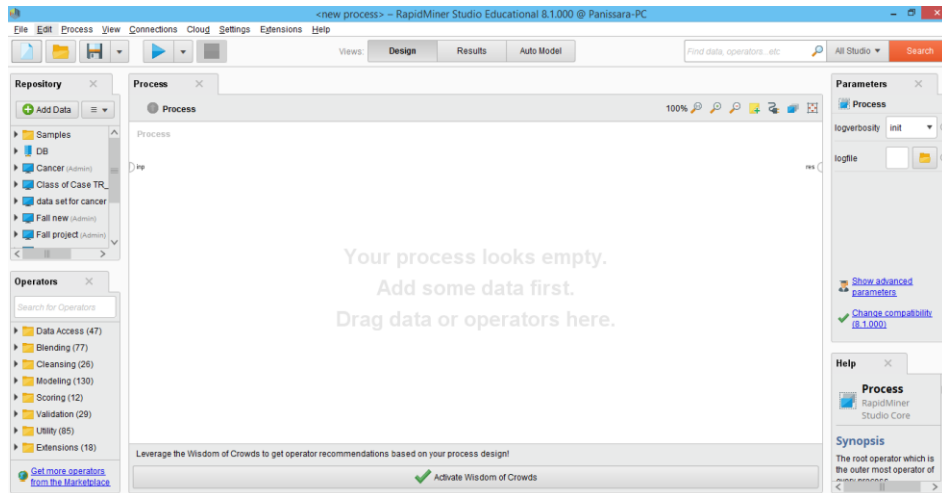 <new process> – RapidMiner Studio Educational 8.1.000 @ Panissara-PC
File Edit Process View Connections Cloud Settings Extensions Help
Views: Design Results Auto Model Find data, operators...etc All Studio Search
Repository
Add Data
Samples
DB
Cancer (Admin)
Class of Case TR_
data set for cancer
Fall new (Admin)
Fall project (Admin)
Operators
Search for Operators
Data Access (47)
Blending (77)
Cleansing (26)
Modeling (130)
Scoring (12)
Validation (29)
Utility (85)
Extensions (18)
Get more operators
from the Marketplace
Process
Process 100%
Process
inp res
Your process looks empty.
Add some data first.
Drag data or operators here.
Leverage the Wisdom of Crowds to get operator recommendations based on your process design!
Activate Wisdom of Crowds
Parameters
Process
logverbosity init
logfile
Show advanced
parameters
Change compatibility
(8.1.000)
Help
Process
RapidMiner
Studio Core
Synopsis
The root operator which is
the outer most operator of